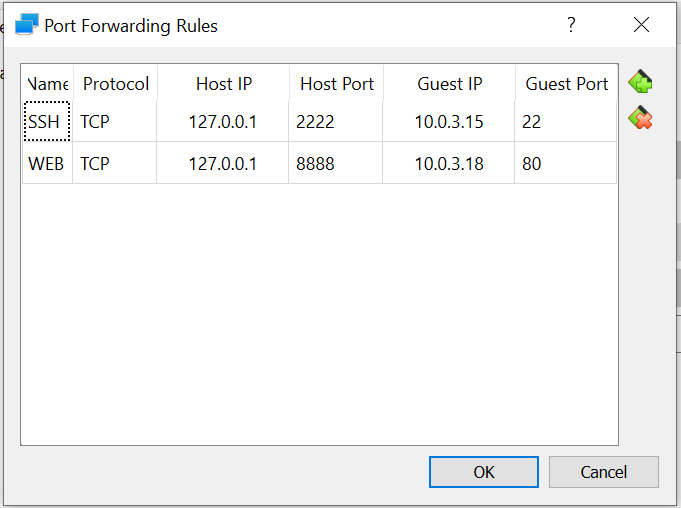 Port Forwarding Rules ?
Name Protocol Host IP Host Port Guest IP Guest Port
SSH TCP 127.0.0.1 2222 10.0.3.15 22
WEB TCP 127.0.0.1 8888 10.0.3.18 80
OK Cancel